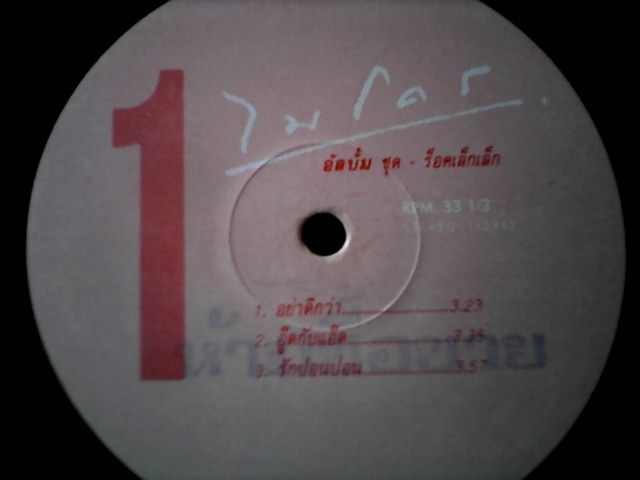 1
ไมโคร
อัลบั้ม ชุด - ร็อคเล็กเล็ก
RPM. 33 1/3
1. อย่าดีกว่า 3.23
2. อู๊ดกับแอ๊ด 3.35
3. รักปอนปอน 3.57